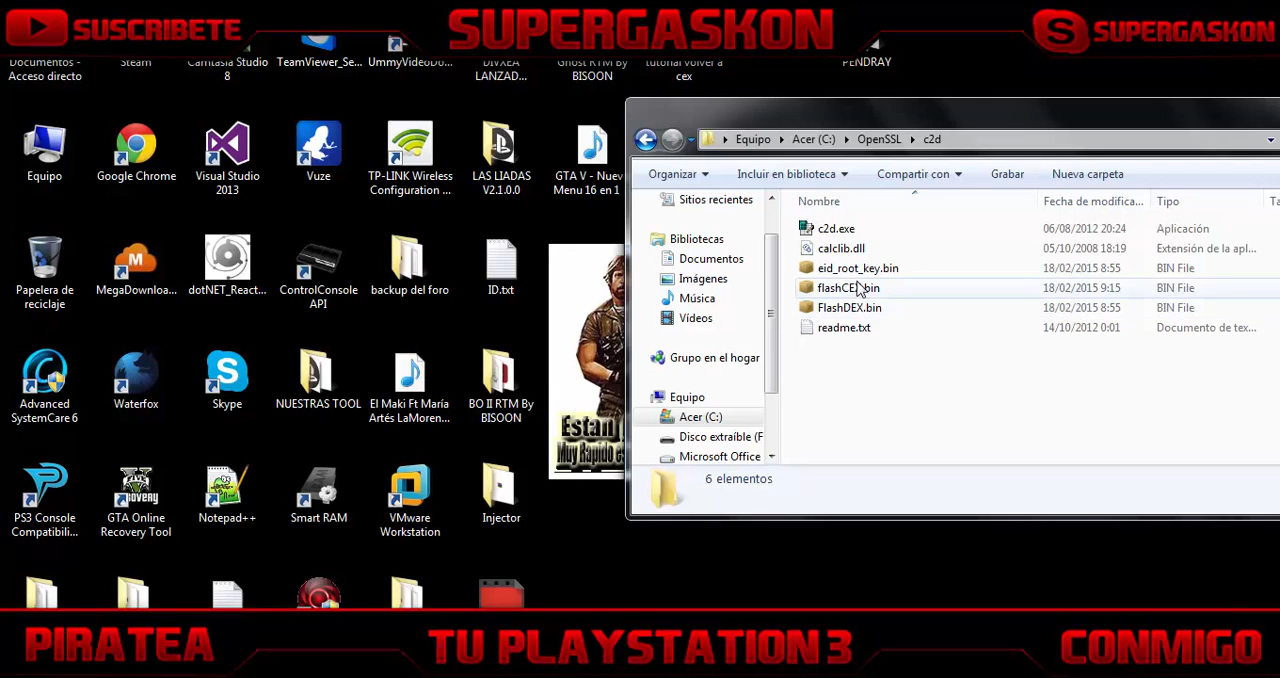 SUSCRIBETE
SUPERGASKON
SUPERGASKON
Documentos -
Acceso directo
Steam
Camtasia Studio
8
TeamViewer_Se...
UmmyVideoDo...
DIVXEA
LANZAD...
Ghost RTM By
BISOON
tutorial volver a
cex
PENDRAY
Equipo
Google Chrome
Visual Studio
2013
Vuze
TP-LINK Wireless
Configuration ...
LAS LIADAS
V2.1.0.0
GTA V - Nuev
Menu 16 en 1
Papelera de
reciclaje
MegaDownloa...
dotNET_React...
ControlConsole
API
backup del foro
ID.txt
Advanced
SystemCare 6
Waterfox
Skype
NUESTRAS TOOL
El Maki Ft María
Artés LaMoren...
BO II RTM By
BISOON
PS3 Console
Compatibili...
GTA Online
Recovery Tool
Notepad++
Smart RAM
VMware
Workstation
Injector
Equipo
Acer (C:)
OpenSSL
c2d
Organizar
Incluir en biblioteca
Compartir con
Grabar
Nueva carpeta
Sitios recientes
Bibliotecas
Documentos
Imágenes
Música
Vídeos
Grupo en el hogar
Equipo
Acer (C:)
Disco extraíble (F
Microsoft Office
Nombre
Fecha de modifica...
Tipo
Ta
c2d.exe
06/08/2012 20:24
Aplicación
calclib.dll
05/10/2008 18:19
Extensión de la apl...
eid_root_key.bin
18/02/2015 8:55
BIN File
18/02/2015 9:15
BIN File
FlashDEX.bin
18/02/2015 8:55
BIN File
readme.txt
14/10/2012 0:01
Documento de tex...
6 elementos
PIRATEA
TU PLAYSTATION 3
CONMIGO